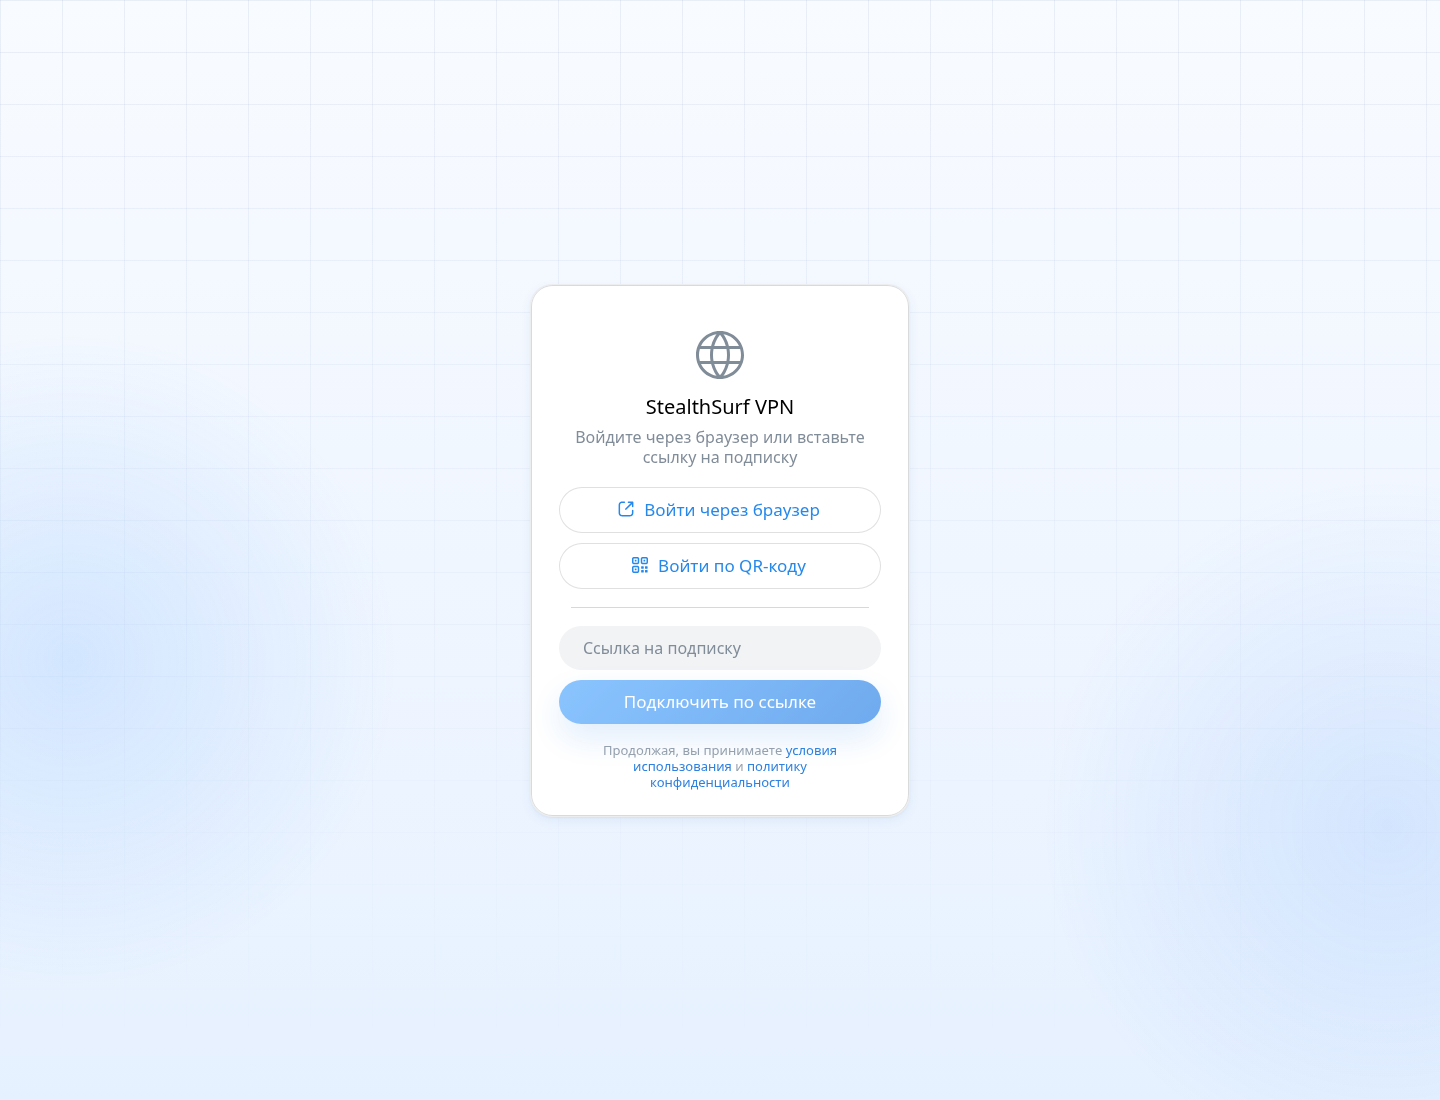 StealthSurf VPN
Войдите через браузер или вставьте
ссылку на подписку
Войти через браузер
Войти по QR-коду
Ссылка на подписку
Подключить по ссылке
Продолжая, вы принимаете условия
использования и политику
конфиденциальности